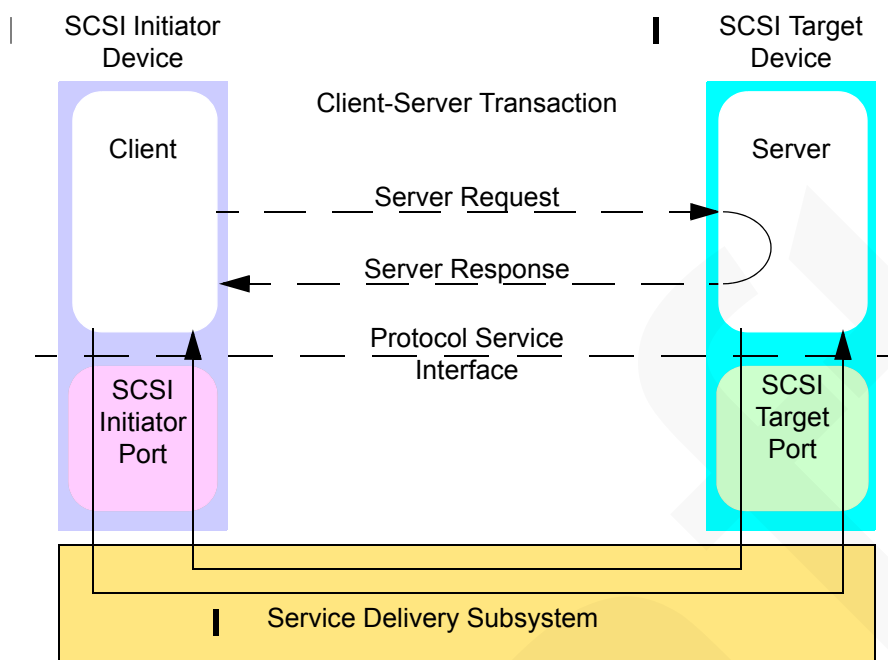 SCSI Initiator
Device
SCSI Target
Device
Client-Server Transaction
Client
Server
Server Request
Server Response
Protocol Service
Interface
SCSI
Initiator
Port
SCSI
Target
Port
Service Delivery Subsystem